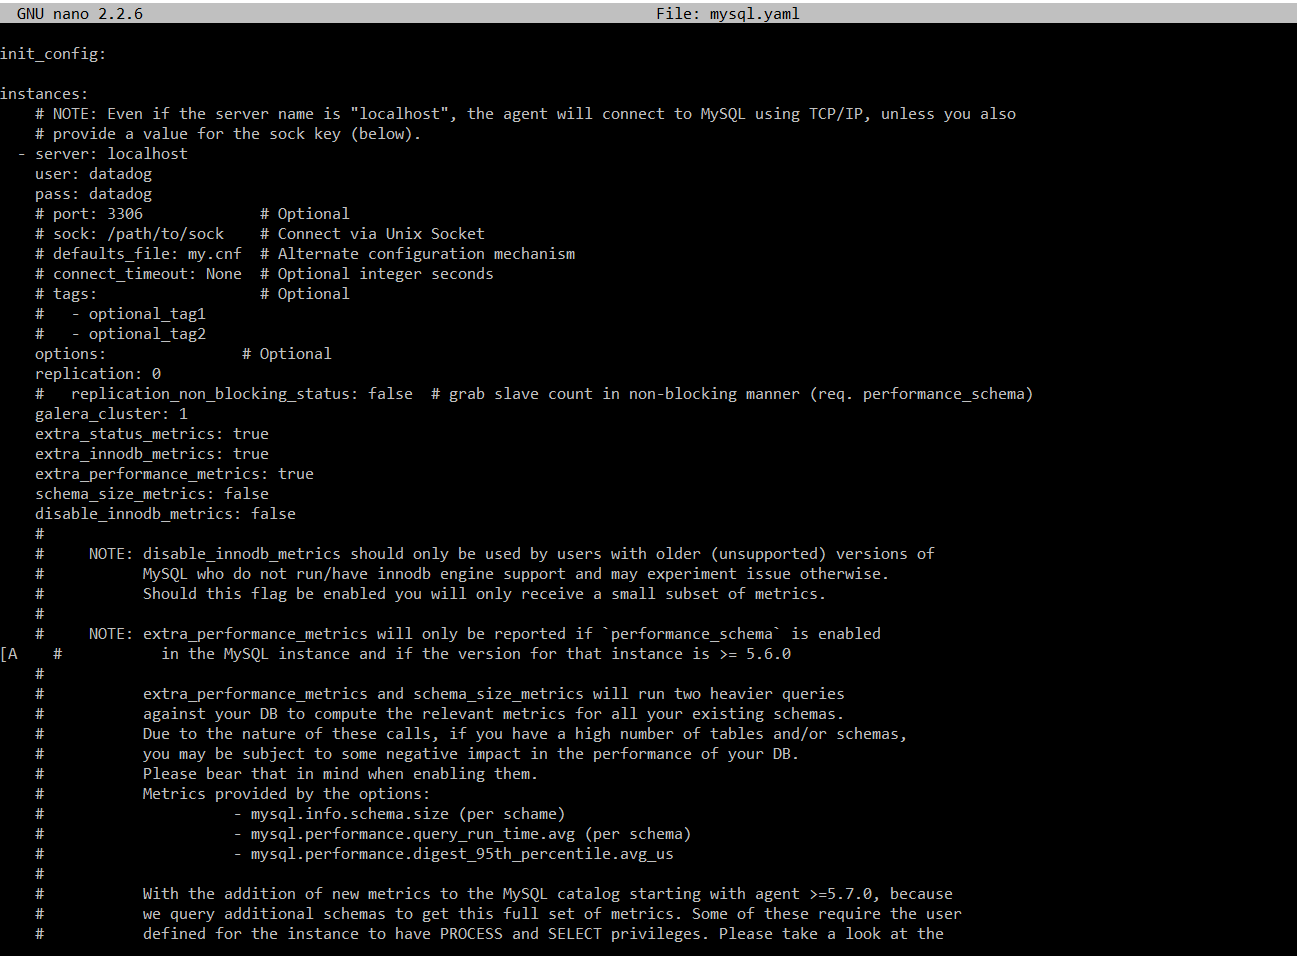 GNU nano 2.2.6 File: mysql.yaml
init_config:
instances:
# NOTE: Even if the server name is "localhost", the agent will connect to MySQL using TCP/IP, unless you also
# provide a value for the sock key (below).
- server: localhost
user: datadog
pass: datadog
# port: 3306 # Optional
# sock: /path/to/sock # Connect via Unix Socket
# defaults_file: my.cnf # Alternate configuration mechanism
# connect_timeout: None # Optional integer seconds
# tags: # Optional
# - optional_tag1
# - optional_tag2
options: # Optional
replication: 0
# replication_non_blocking_status: false # grab slave count in non-blocking manner (req. performance_schema)
galera_cluster: 1
extra_status_metrics: true
extra_innodb_metrics: true
extra_performance_metrics: true
schema_size_metrics: false
disable_innodb_metrics: false
#
# NOTE: disable_innodb_metrics should only be used by users with older (unsupported) versions of
# MySQL who do not run/have innodb engine support and may experiment issue otherwise.
# Should this flag be enabled you will only receive a small subset of metrics.
#
# NOTE: extra_performance_metrics will only be reported if `performance_schema` is enabled
[A # in the MySQL instance and if the version for that instance is >= 5.6.0
#
# extra_performance_metrics and schema_size_metrics will run two heavier queries
# against your DB to compute the relevant metrics for all your existing schemas.
# Due to the nature of these calls, if you have a high number of tables and/or schemas,
# you may be subject to some negative impact in the performance of your DB.
# Please bear that in mind when enabling them.
# Metrics provided by the options:
# - mysql.info.schema.size (per schame)
# - mysql.performance.query_run_time.avg (per schema)
# - mysql.performance.digest_95th_percentile.avg_us
#
# With the addition of new metrics to the MySQL catalog starting with agent >=5.7.0, because
# we query additional schemas to get this full set of metrics. Some of these require the user
# defined for the instance to have PROCESS and SELECT privileges. Please take a look at the